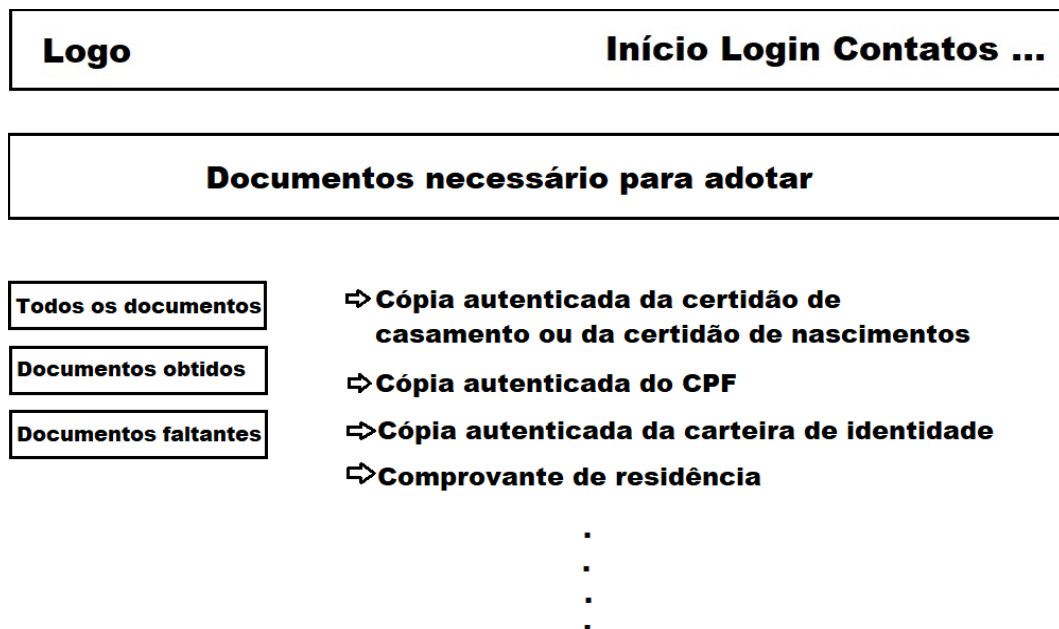 Logo
Início Login Contatos ...
Documentos necessário para adotar
Todos os documentos
Documentos obtidos
Documentos faltantes
Cópia autenticada da certidão de
casamento ou da certidão de nascimentos
Cópia autenticada do CPF
Cópia autenticada da carteira de identidade
Comprovante de residência
.
.
.
.